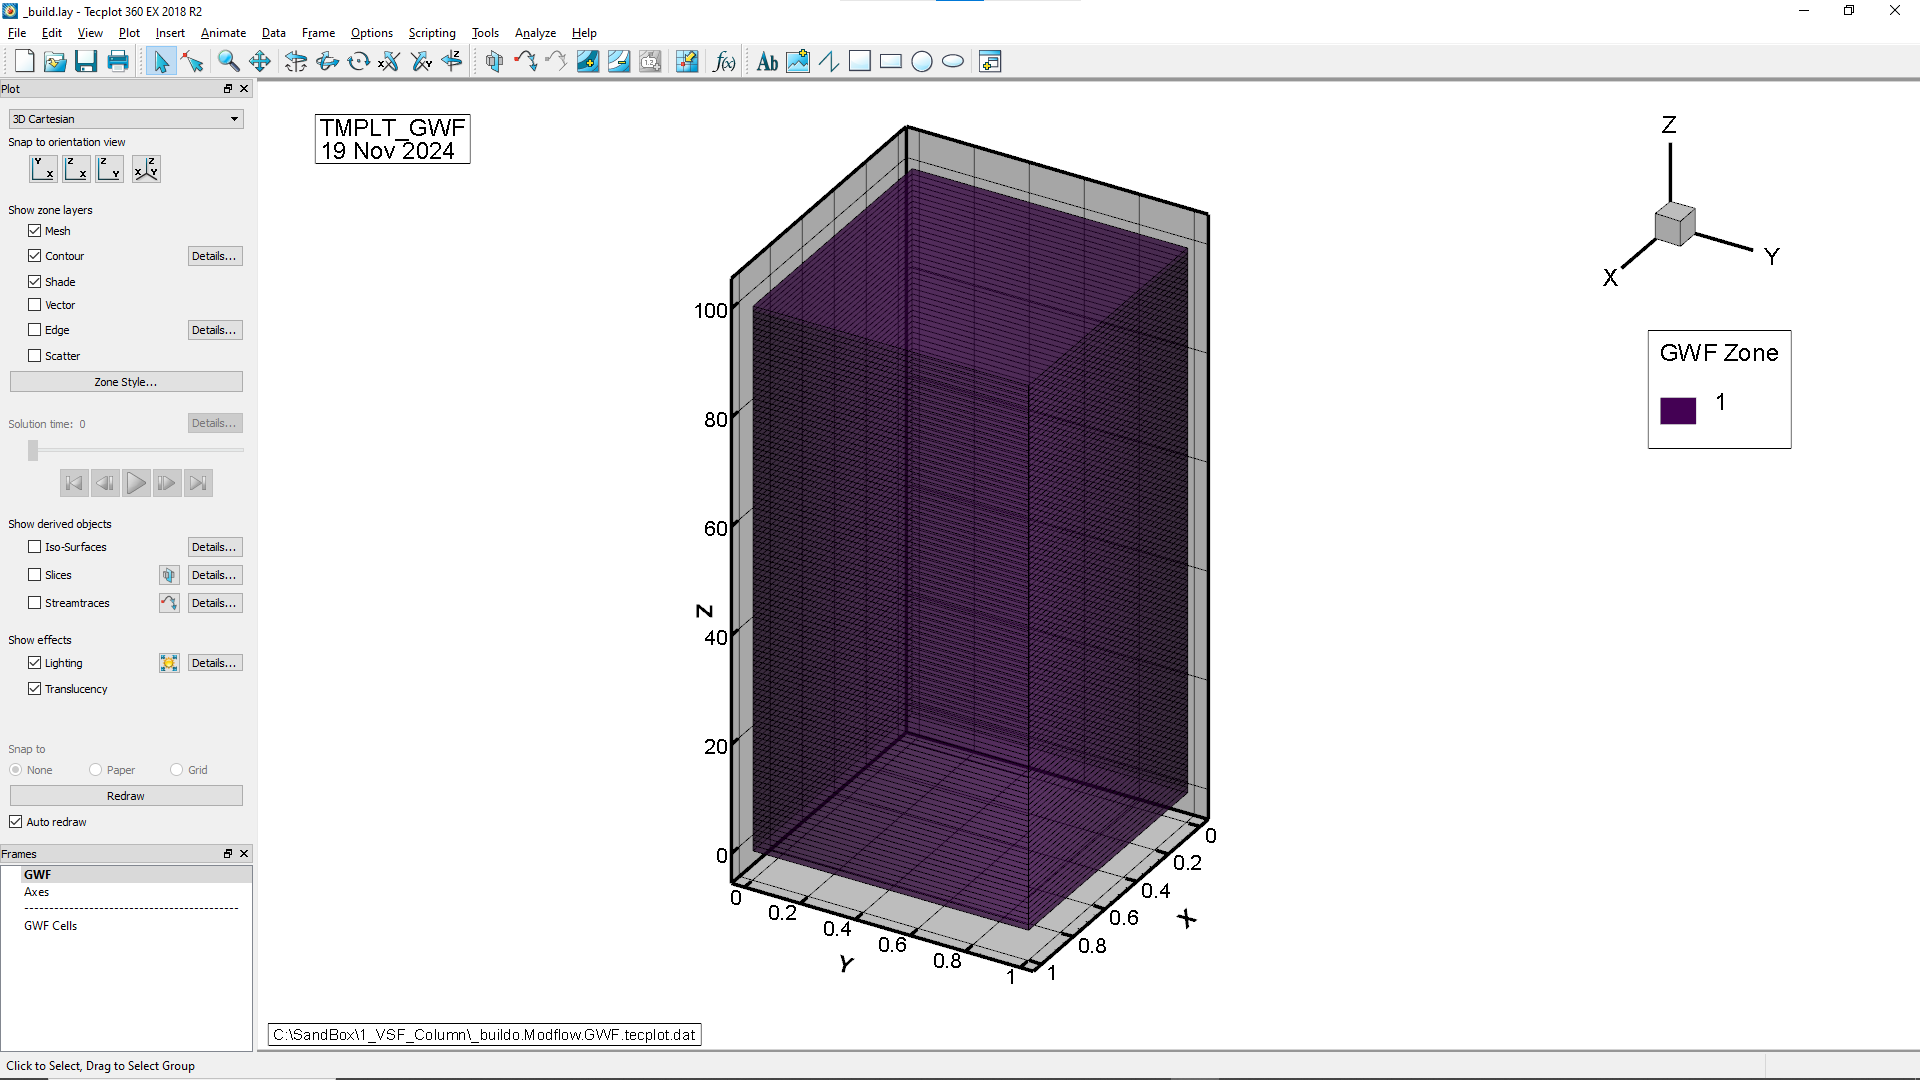 _build.lay - Tecplot 360 EX 2018 R2
File Edit View Plot Insert Animate Data Frame Options Scripting Tools Analyze Help
Ab f(x)
Plot
3D Cartesian
Snap to orientation view
Y X Z X Z Y Z X Y
Show zone layers
Mesh
Contour Details...
Shade
Vector
Edge Details...
Scatter
Zone Style...
Solution time: 0 Details...
Show derived objects
Iso-Surfaces Details...
Slices Details...
Streamtraces Details...
Show effects
Lighting Details...
Translucency
Snap to
None Paper Grid
Redraw
Auto redraw
Frames
GWF
Axes
GWF Cells
Click to Select, Drag to Select Group
TMPLT_GWF
19 Nov 2024
100
80
60
Z
40
20
0
0 0.2 0.4 0.6 0.8 1
Y
0 0.2 0.4 0.6 0.8 1
X
Z
Y
X
GWF Zone
1
C:\SandBox\1_VSF_Column\_buildo.Modflow.GWF.tecplot.dat